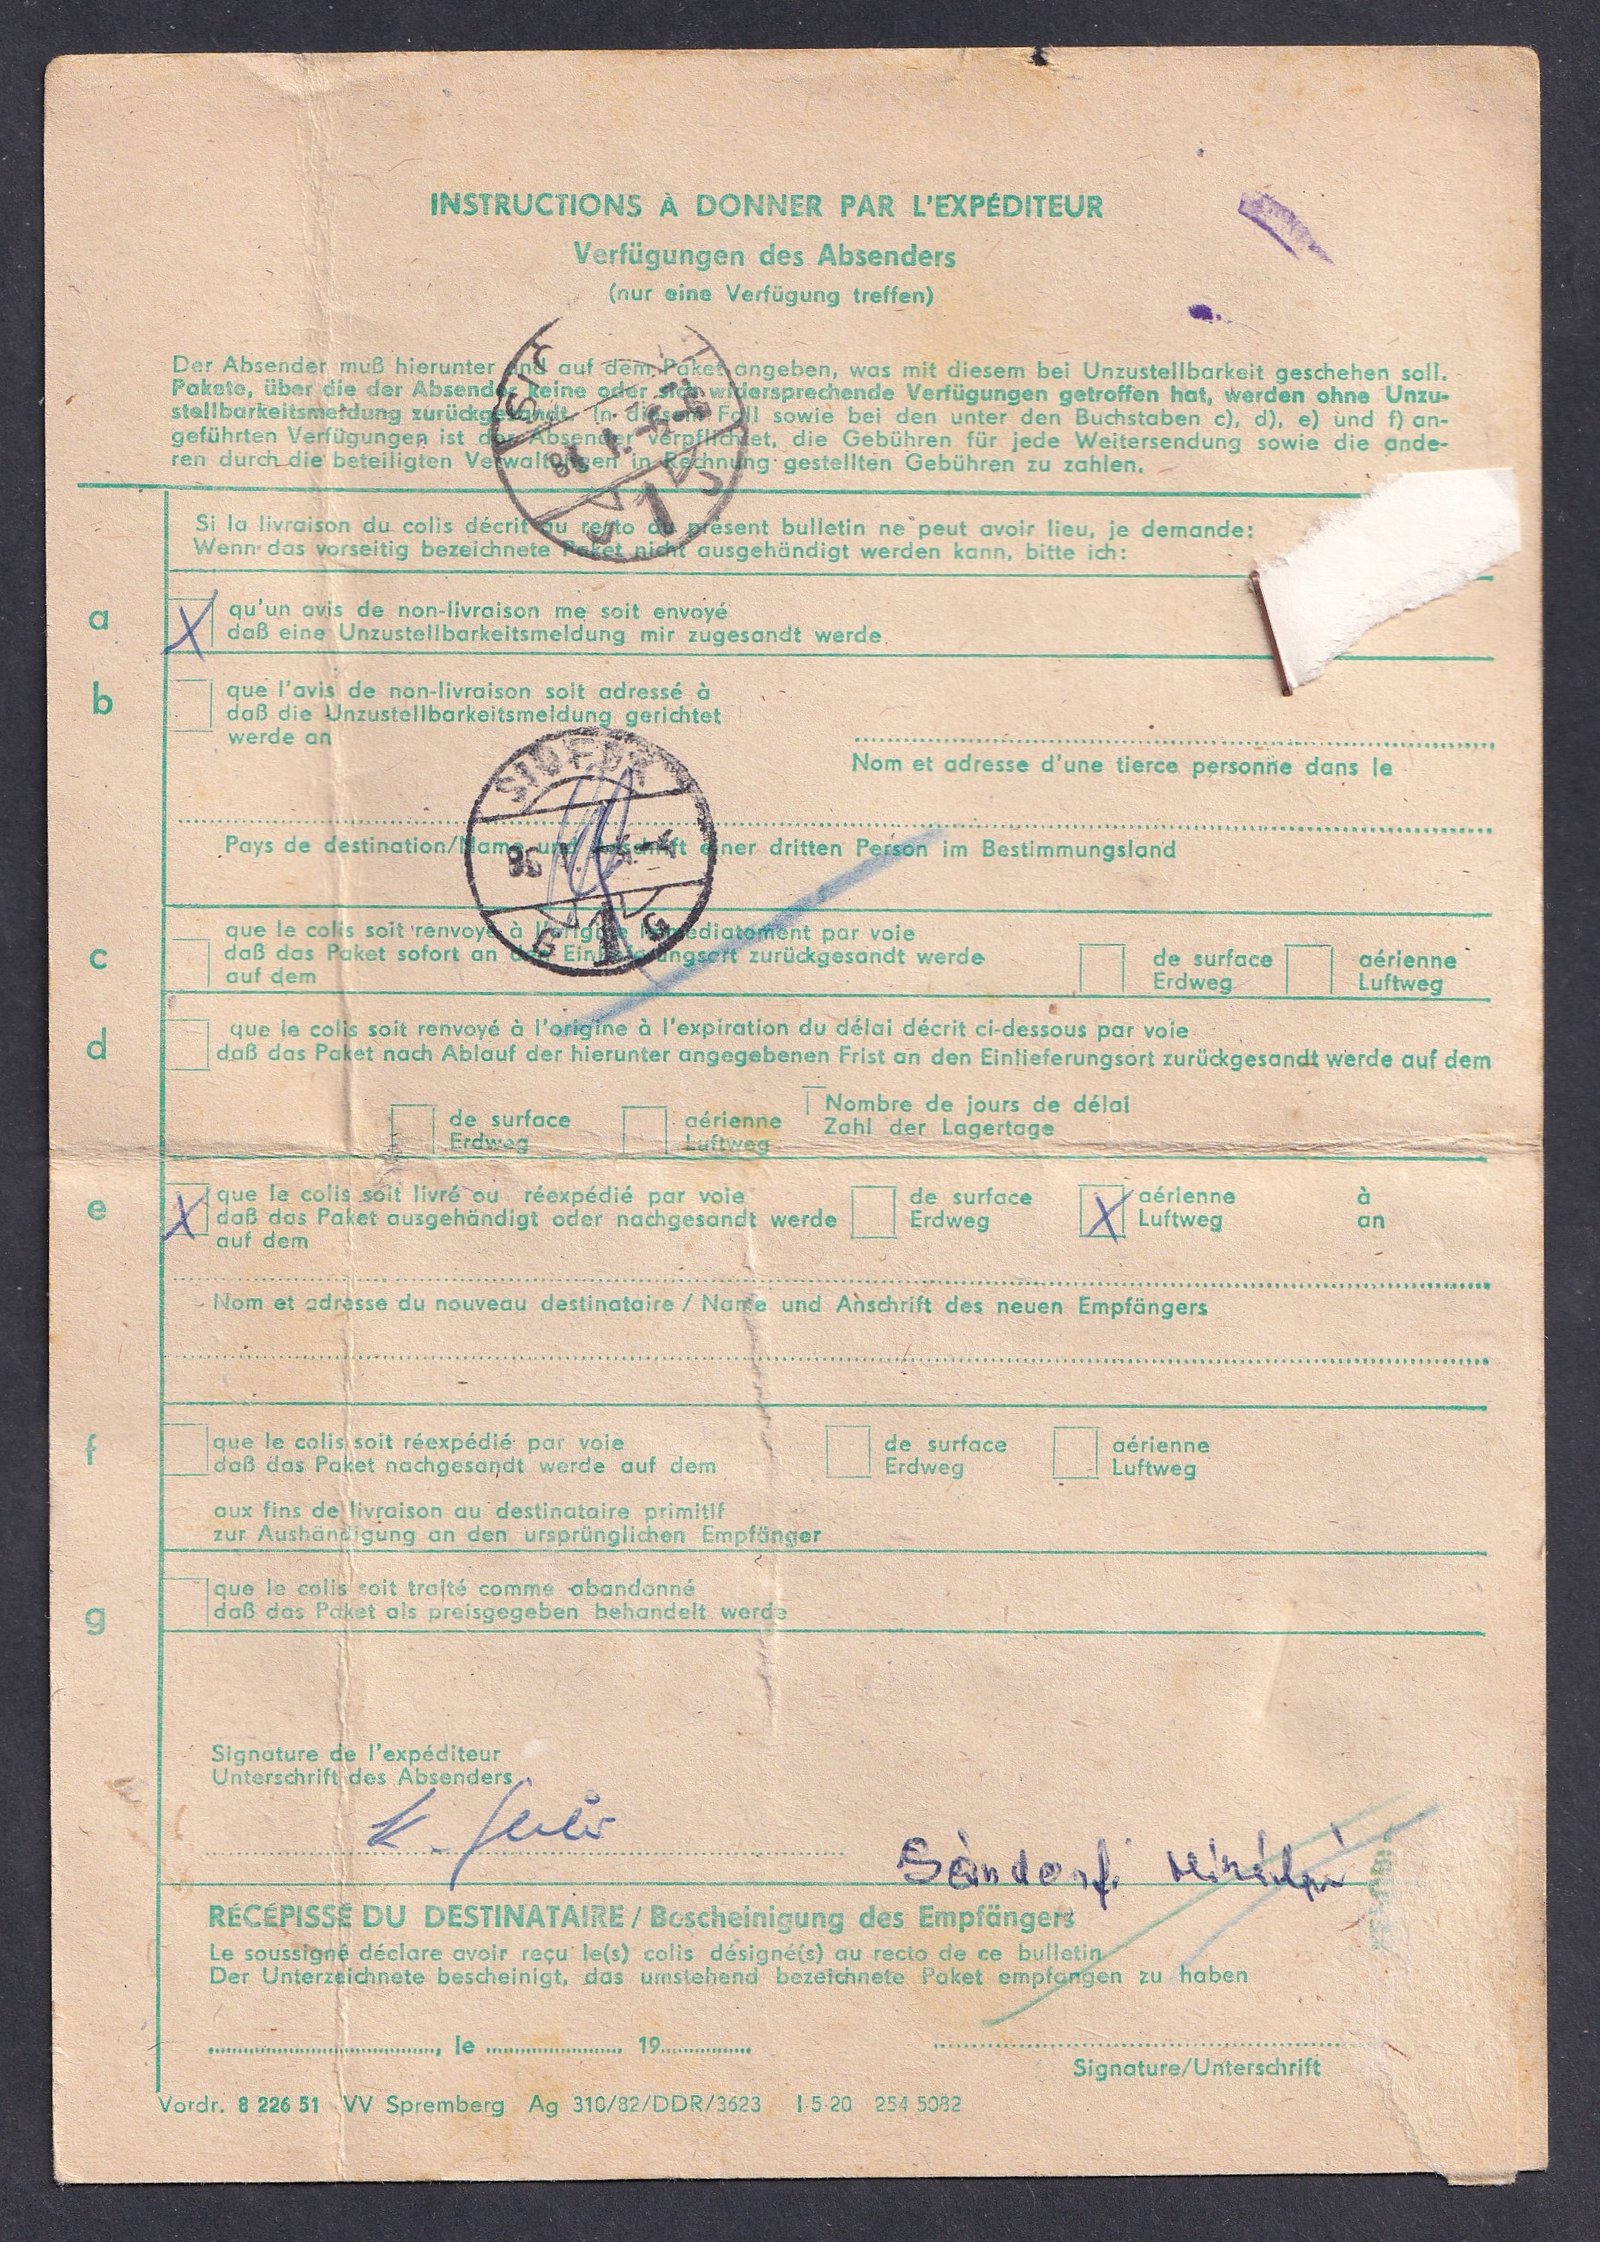 INSTRUCTIONS À DONNER PAR L'EXPÉDITEUR
Verfügungen des Absenders
(nur eine Verfügung treffen)
Der Absender muß hierunter und auf dem Paket angeben, was mit diesem bei Unzustellbarkeit geschehen soll.
Pakete, über die der Absender keine oder sich widersprechende Verfügungen getroffen hat, werden ohne Unzu-
stellbarkeitsmeldung zurückgesandt. In diesem Fall sowie bei den unter den Buchstaben c), d), e) und f) an-
geführten Verfügungen ist der Absender verpflichtet, die Gebühren für jede Weitersendung sowie die ande-
ren durch die beteiligten Verwaltungen in Rechnung gestellten Gebühren zu zahlen.
Si la livraison du colis décrit au recto du présent bulletin ne peut avoir lieu, je demande:
Wenn das vorseitig bezeichnete Paket nicht ausgehändigt werden kann, bitte ich:
a X qu'un avis de non-livraison me soit envoyé
daß eine Unzustellbarkeitsmeldung mir zugesandt werde
b que l'avis de non-livraison soit adressé à
daß die Unzustellbarkeitsmeldung gerichtet
werde an
Nom et adresse d'une tierce personne dans le
SIÓFOK
86 1
G 1 G
Pays de destination/Name und Anschrift einer dritten Person im Bestimmungsland
c que le colis soit renvoyé à l'origine immédiatement par voie
daß das Paket sofort an den Einlieferungsort zurückgesandt werde
auf dem
de surface
Erdweg
aérienne
Luftweg
d que le colis soit renvoyé à l'origine à l'expiration du délai décrit ci-dessous par voie
daß das Paket nach Ablauf der hierunter angegebenen Frist an den Einlieferungsort zurückgesandt werde auf dem
de surface
Erdweg
aérienne
Luftweg
Nombre de jours de délai
Zahl der Lagertage
e X que le colis soit livré ou réexpédié par voie
daß das Paket ausgehändigt oder nachgesandt werde
auf dem
de surface
Erdweg
X aérienne
Luftweg
à
an
Nom et adresse du nouveau destinataire / Name und Anschrift des neuen Empfängers
f que le colis soit réexpédié par voie
daß das Paket nachgesandt werde auf dem
de surface
Erdweg
aérienne
Luftweg
aux fins de livraison au destinataire primitif
zur Aushändigung an den ursprünglichen Empfänger
g que le colis soit traité comme abandonné
daß das Paket als preisgegeben behandelt werde
Signature de l'expéditeur
Unterschrift des Absenders
RÉCÉPISSÉ DU DESTINATAIRE / Bescheinigung des Empfängers
Le soussigné déclare avoir reçu le(s) colis désigné(s) au recto de ce bulletin
Der Unterzeichnete bescheinigt, das umstehend bezeichnete Paket empfangen zu haben
, le 19
Signature/Unterschrift
Vordr. 8 226 51 VV Spremberg Ag 310/82/DDR/3623 I-5-20 254 5082